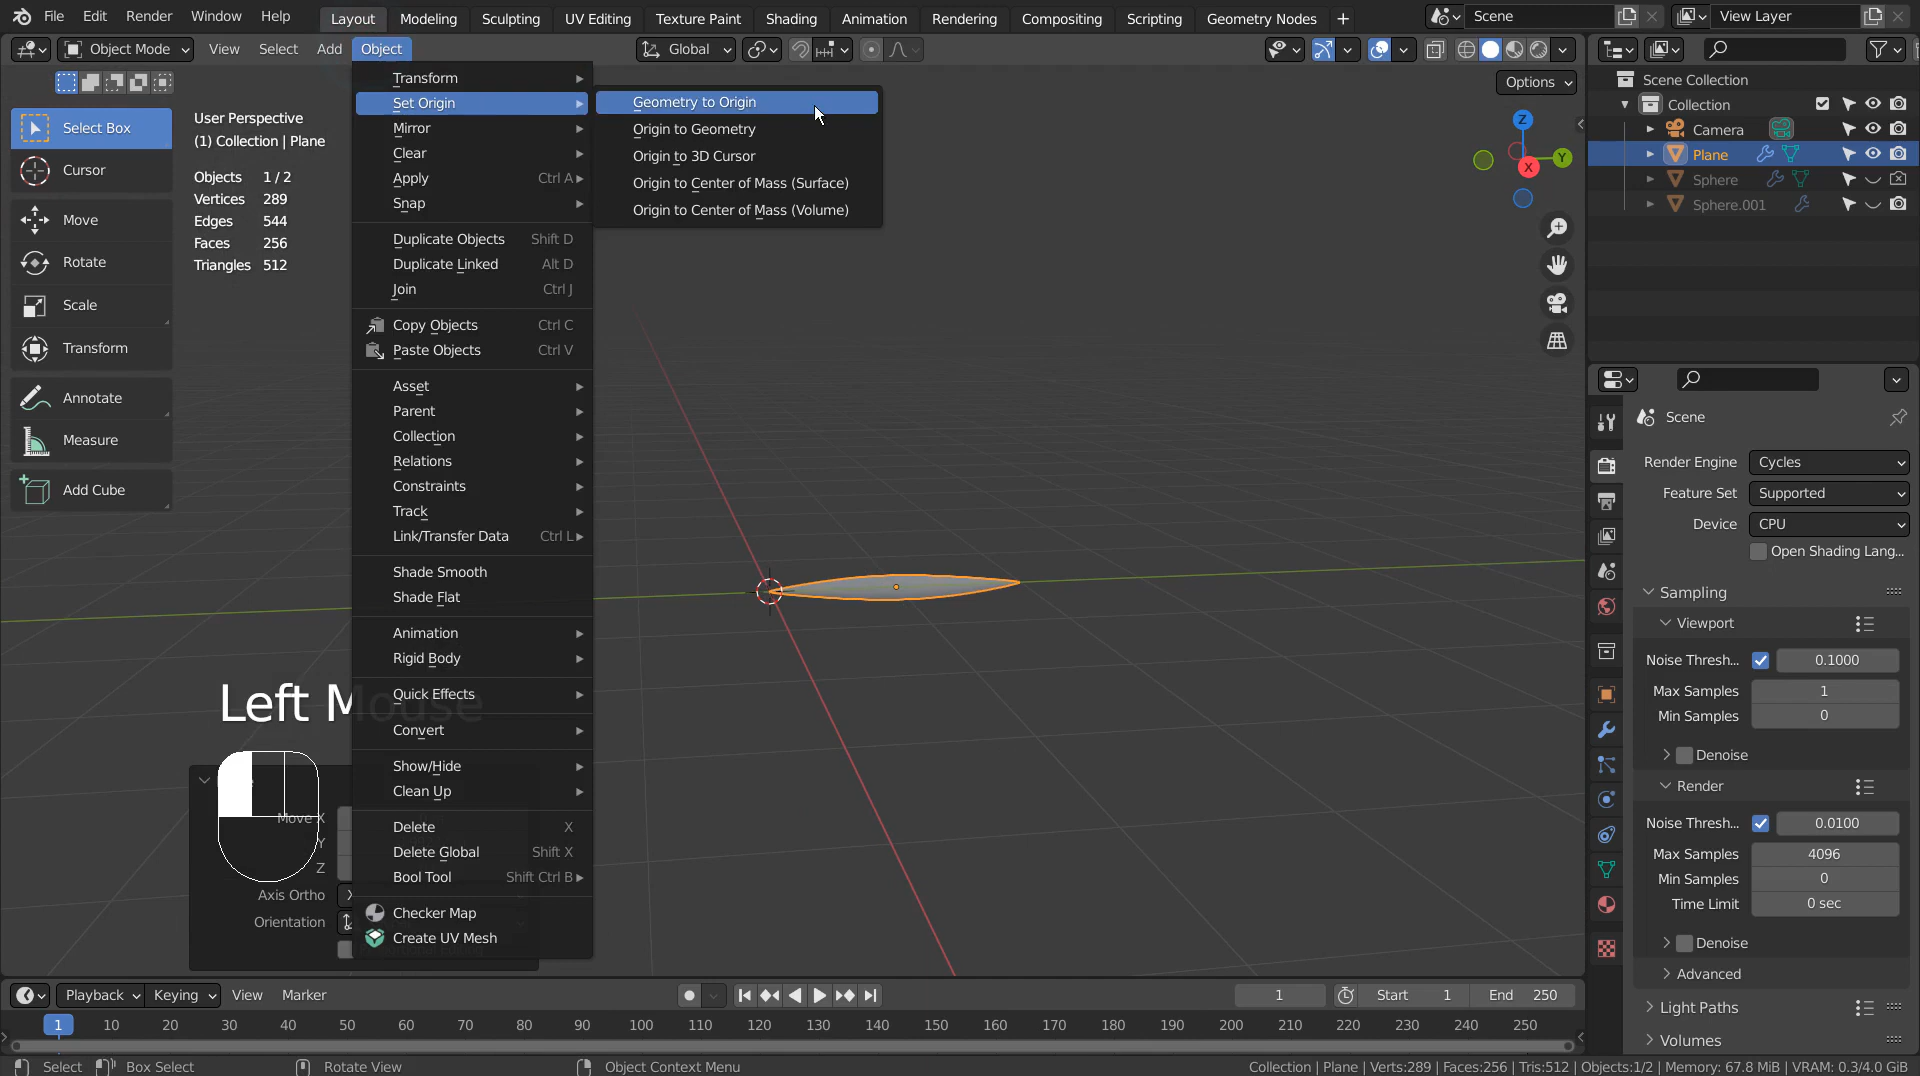 File Edit Render Window Help Layout Modeling Sculpting UV Editing Texture Paint Shading Animation Rendering Compositing Scripting Geometry Nodes + Scene View Layer
Object Mode View Select Add Object Global
Options
Select Box
Cursor
Move
Rotate
Scale
Transform
Annotate
Measure
Add Cube
User Perspective
(1) Collection | Plane
Objects 1 / 2
Vertices 289
Edges 544
Faces 256
Triangles 512
Transform
Set Origin
Mirror
Clear
Apply Ctrl A
Snap
Duplicate Objects Shift D
Duplicate Linked Alt D
Join Ctrl J
Copy Objects Ctrl C
Paste Objects Ctrl V
Asset
Parent
Collection
Relations
Constraints
Track
Link/Transfer Data Ctrl L
Shade Smooth
Shade Flat
Animation
Rigid Body
Quick Effects
Convert
Show/Hide
Clean Up
Delete X
Delete Global Shift X
Bool Tool Shift Ctrl B
Checker Map
Create UV Mesh
Geometry to Origin
Origin to Geometry
Origin to 3D Cursor
Origin to Center of Mass (Surface)
Origin to Center of Mass (Volume)
Z
Y
X
Left Mouse
Move X
Y
Z
Axis Ortho X
Orientation
Scene Collection
Collection
Camera
Plane
Sphere
Sphere.001
Scene
Render Engine Cycles
Feature Set Supported
Device CPU
Open Shading Lang...
Sampling
Viewport
Noise Thresh... 0.1000
Max Samples 1
Min Samples 0
Denoise
Render
Noise Thresh... 0.0100
Max Samples 4096
Min Samples 0
Time Limit 0 sec
Denoise
Advanced
Light Paths
Volumes
Playback Keying View Marker 1 Start 1 End 250
1 10 20 30 40 50 60 70 80 90 100 110 120 130 140 150 160 170 180 190 200 210 220 230 240 250
Select Box Select Rotate View Object Context Menu Collection | Plane | Verts:289 | Faces:256 | Tris:512 | Objects:1/2 | Memory: 67.8 MiB | VRAM: 0.3/4.0 GiB